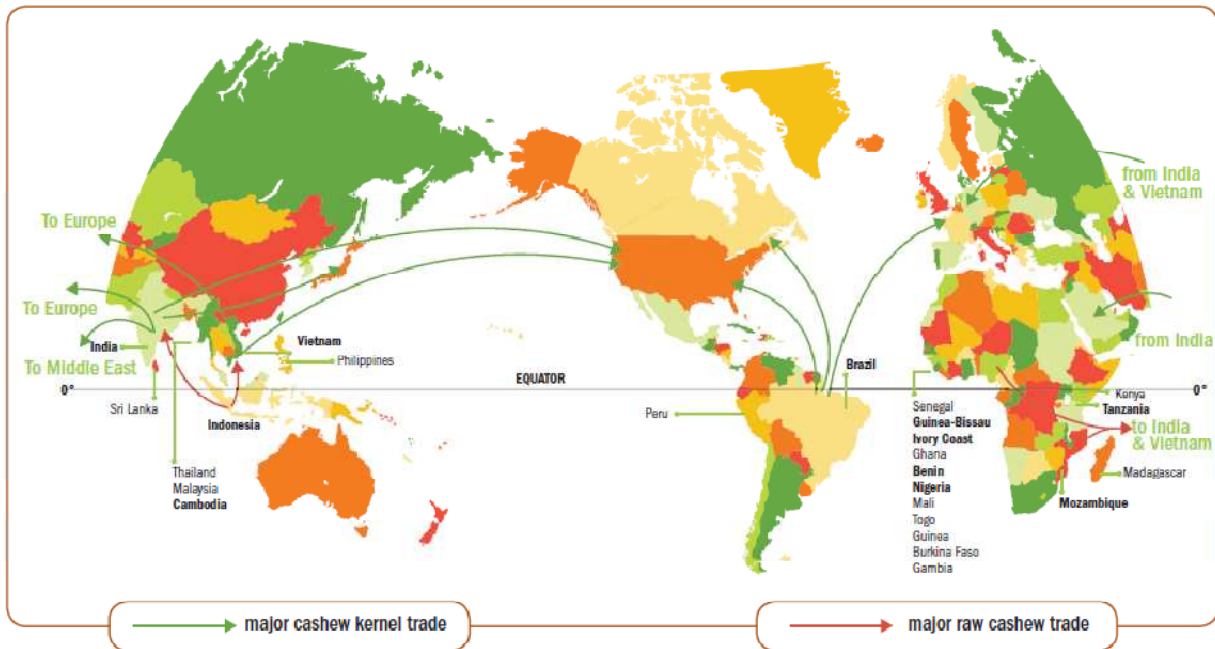 To Europe
To Europe
India
To Middle East
0°
Sri Lanka
Vietnam
Philippines
Indonesia
Thailand
Malaysia
Cambodia
EQUATOR
Peru
Brazil
from India
& Vietnam
from India
0°
Senegal
Guinea-Bissau
Ivory Coast
Ghana
Benin
Nigeria
Mali
Togo
Guinea
Burkina Faso
Gambia
Kenya
Tanzania
to India
& Vietnam
Madagascar
Mozambique
major cashew kernel trade
major raw cashew trade